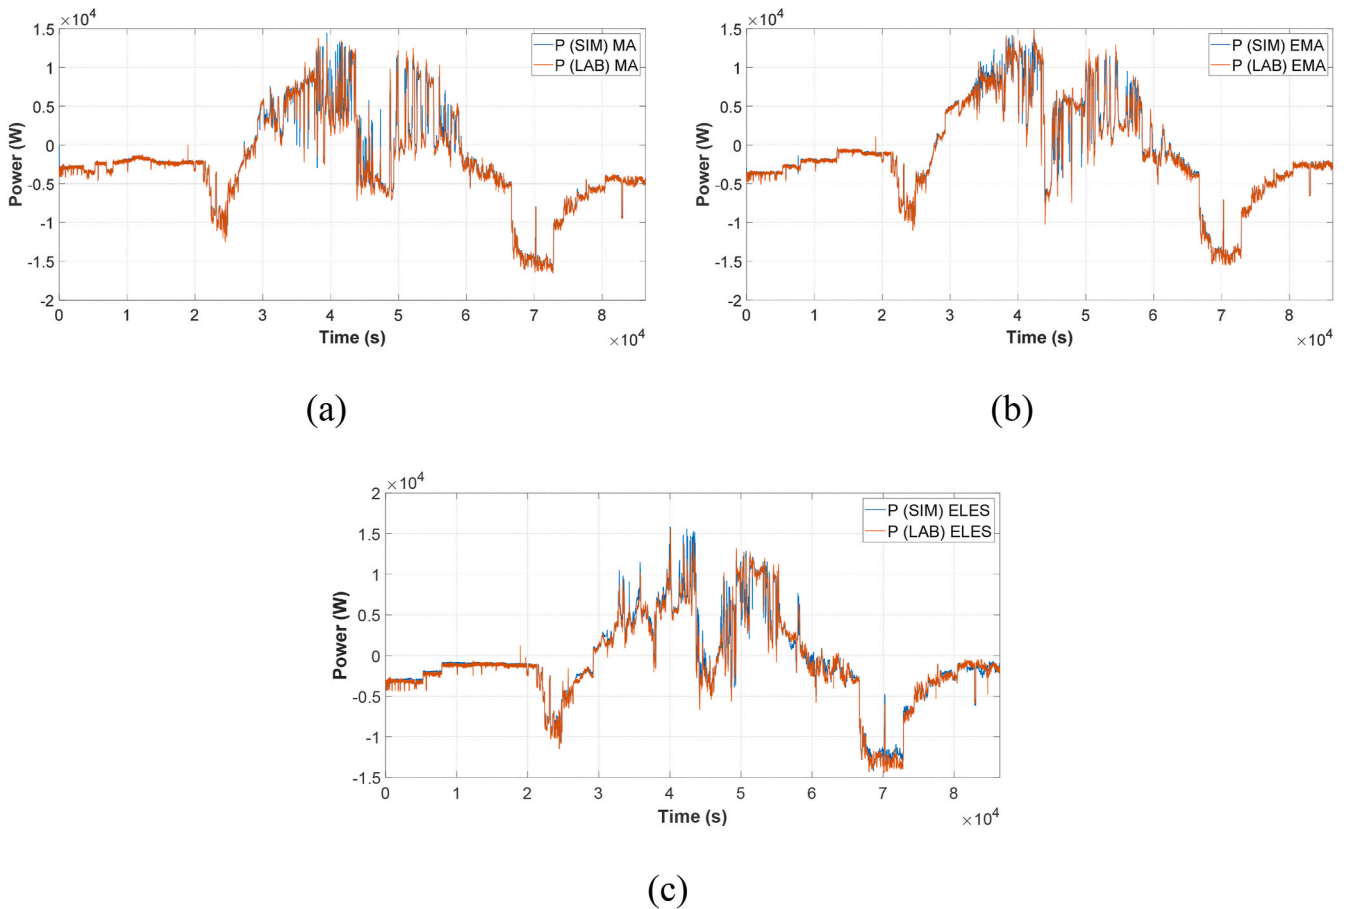 ×10⁴
1.5
1
0.5
0
-0.5
-1
-1.5
-2
Power (W)
P (SIM) MA
P (LAB) MA
0 1 2 3 4 5 6 7 8
Time (s)
×10⁴
(a)
×10⁴
1.5
1
0.5
0
-0.5
-1
-1.5
-2
Power (W)
P (SIM) EMA
P (LAB) EMA
0 1 2 3 4 5 6 7 8
Time (s)
×10⁴
(b)
×10⁴
2
1.5
1
0.5
0
-0.5
-1
-1.5
Power (W)
P (SIM) ELES
P (LAB) ELES
0 1 2 3 4 5 6 7 8
Time (s)
×10⁴
(c)